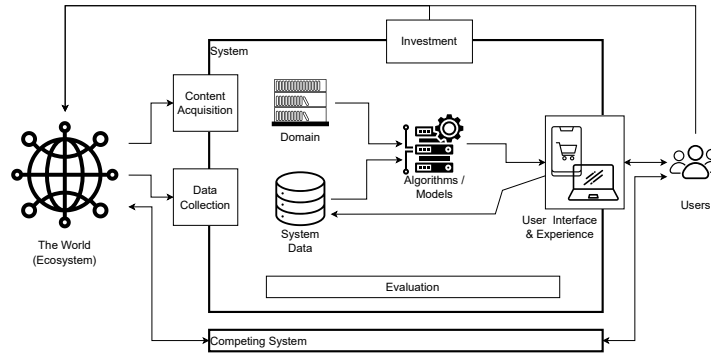 Investment
System
Content
Acquisition
Domain
Algorithms /
Models
Data
Collection
System
Data
User Interface
& Experience
Users
The World
(Ecosystem)
Evaluation
Competing System